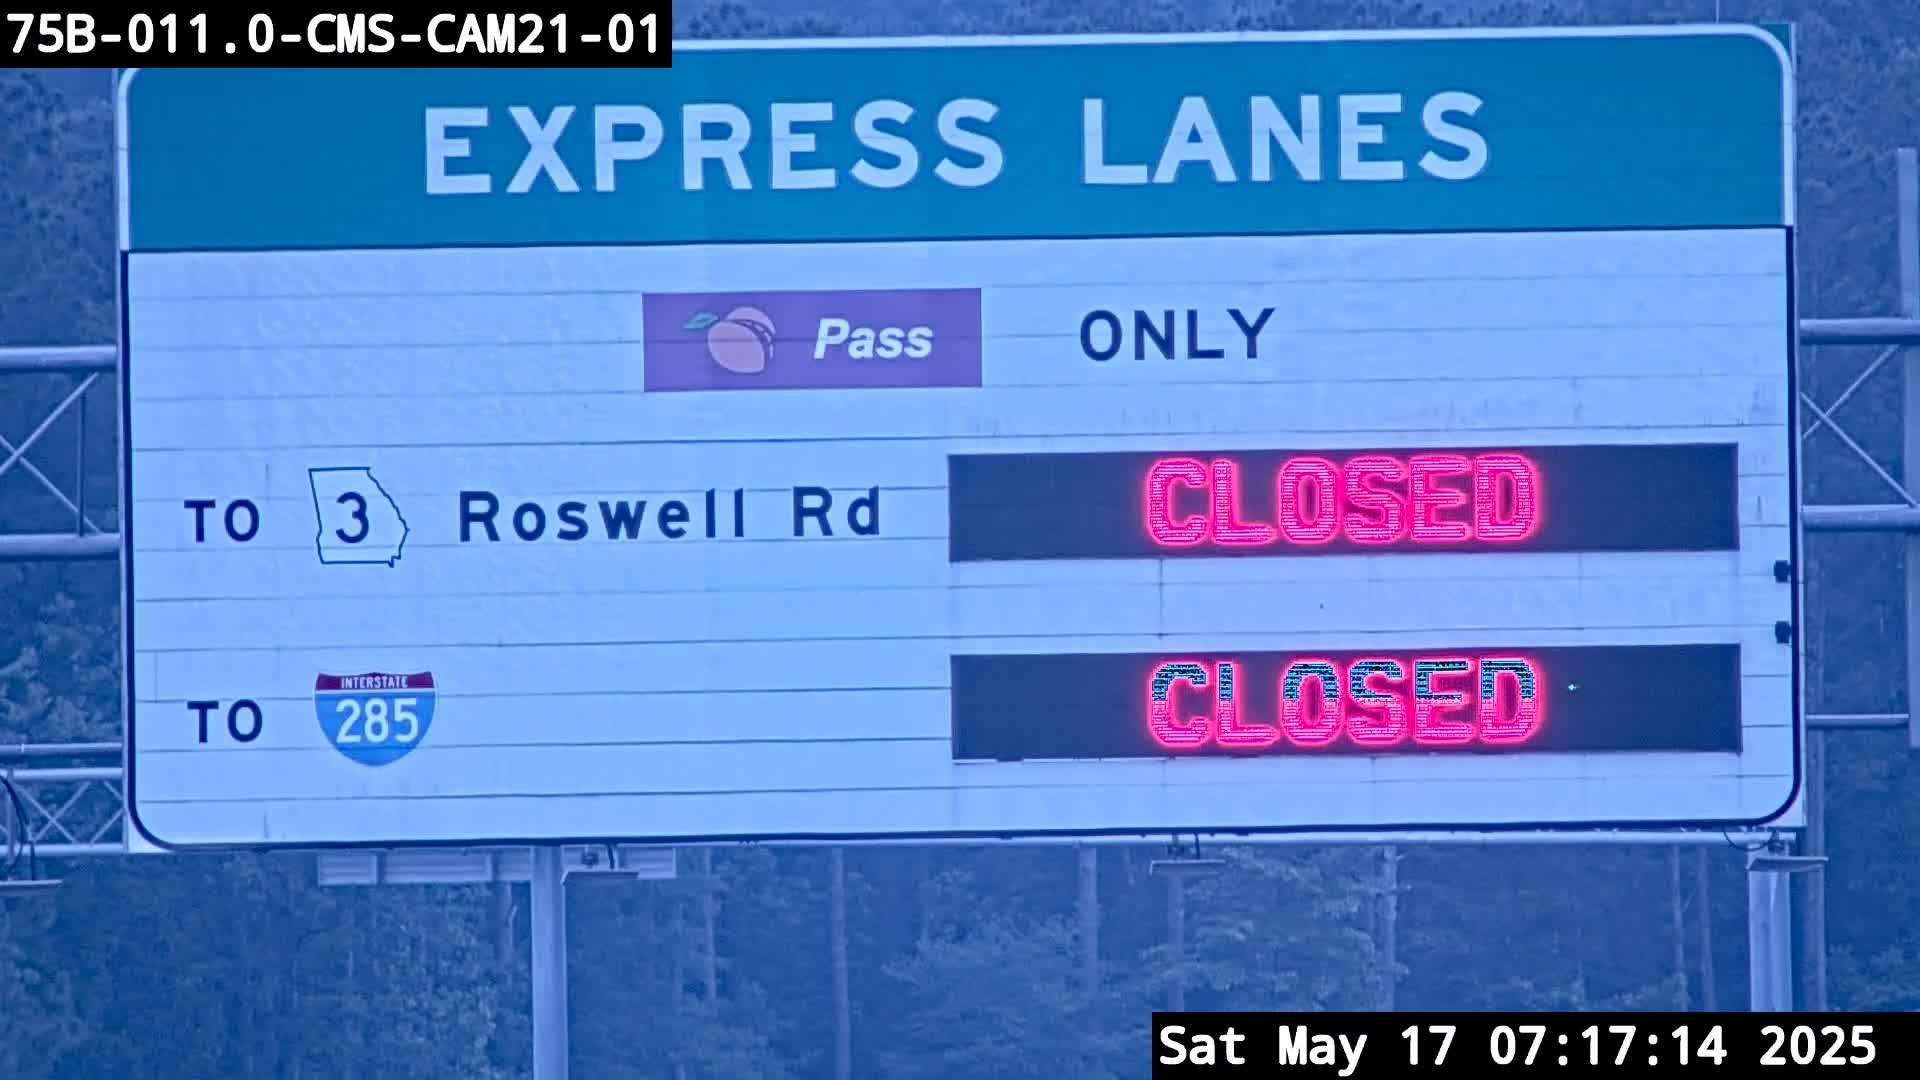 75B-011.0-CMS-CAM21-01
EXPRESS LANES
Pass ONLY
TO 3 Roswell Rd CLOSED
INTERSTATE
TO 285 CLOSED
Sat May 17 07:17:14 2025